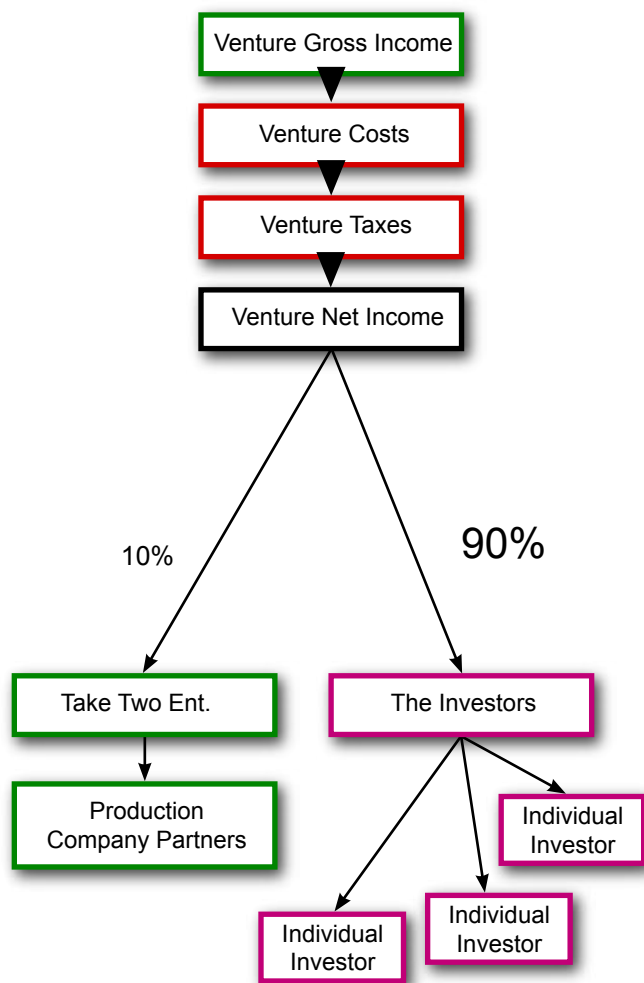 Venture Gross Income
Venture Costs
Venture Taxes
Venture Net Income
10%
90%
Take Two Ent.
The Investors
Production
Company Partners
Individual
Investor
Individual
Investor
Individual
Investor